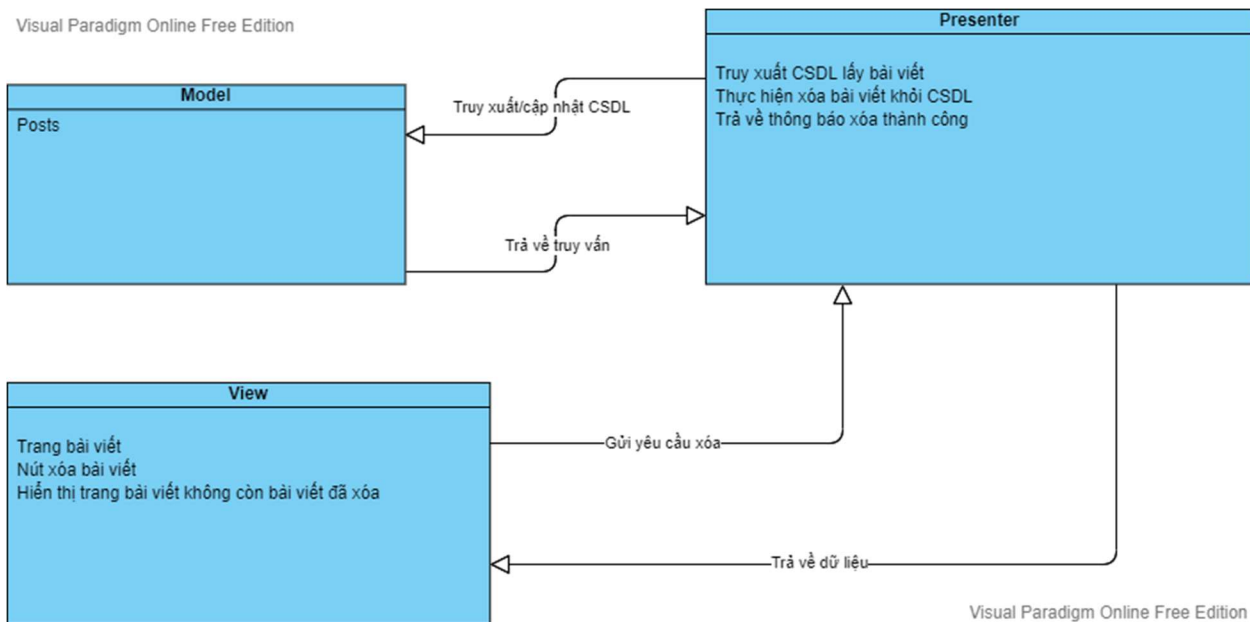 Visual Paradigm Online Free Edition
Presenter
Truy xuất CSDL lấy bài viết
Thực hiện xóa bài viết khỏi CSDL
Trả về thông báo xóa thành công
Model
Posts
Truy xuất/cập nhật CSDL
Trả về truy vấn
View
Trang bài viết
Nút xóa bài viết
Hiển thị trang bài viết không còn bài viết đã xóa
Gửi yêu cầu xóa
Trả về dữ liệu
Visual Paradigm Online Free Edition